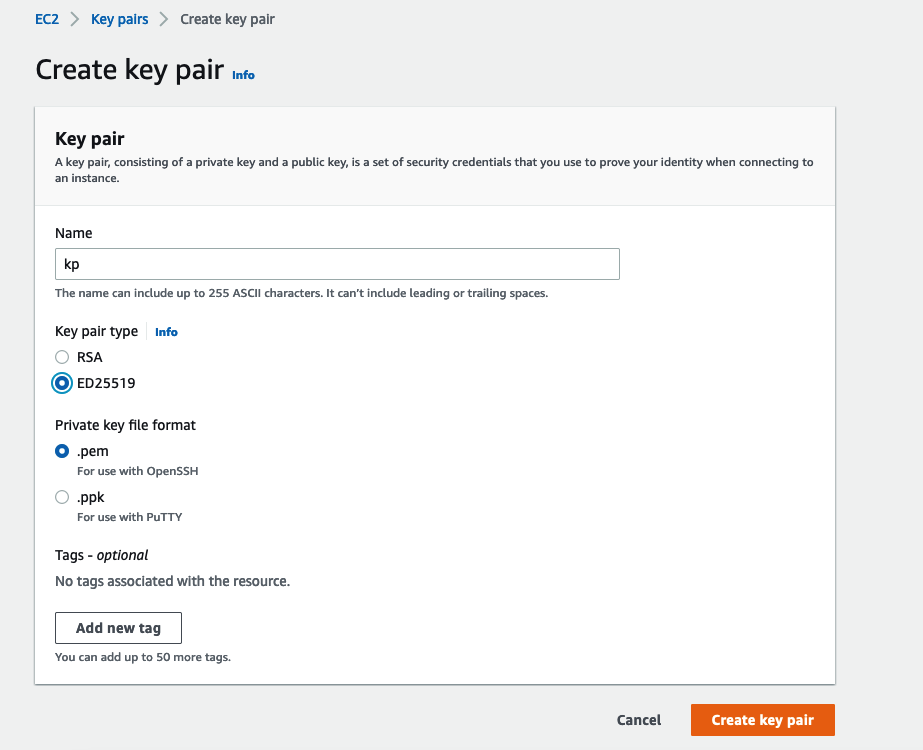 EC2 > Key pairs > Create key pair
Create key pair Info
Key pair
A key pair, consisting of a private key and a public key, is a set of security credentials that you use to prove your identity when connecting to
an instance.
Name
kp
The name can include up to 255 ASCII characters. It can't include leading or trailing spaces.
Key pair type Info
RSA
ED25519
Private key file format
.pem
For use with OpenSSH
.ppk
For use with PuTTY
Tags - optional
No tags associated with the resource.
Add new tag
You can add up to 50 more tags.
Cancel Create key pair